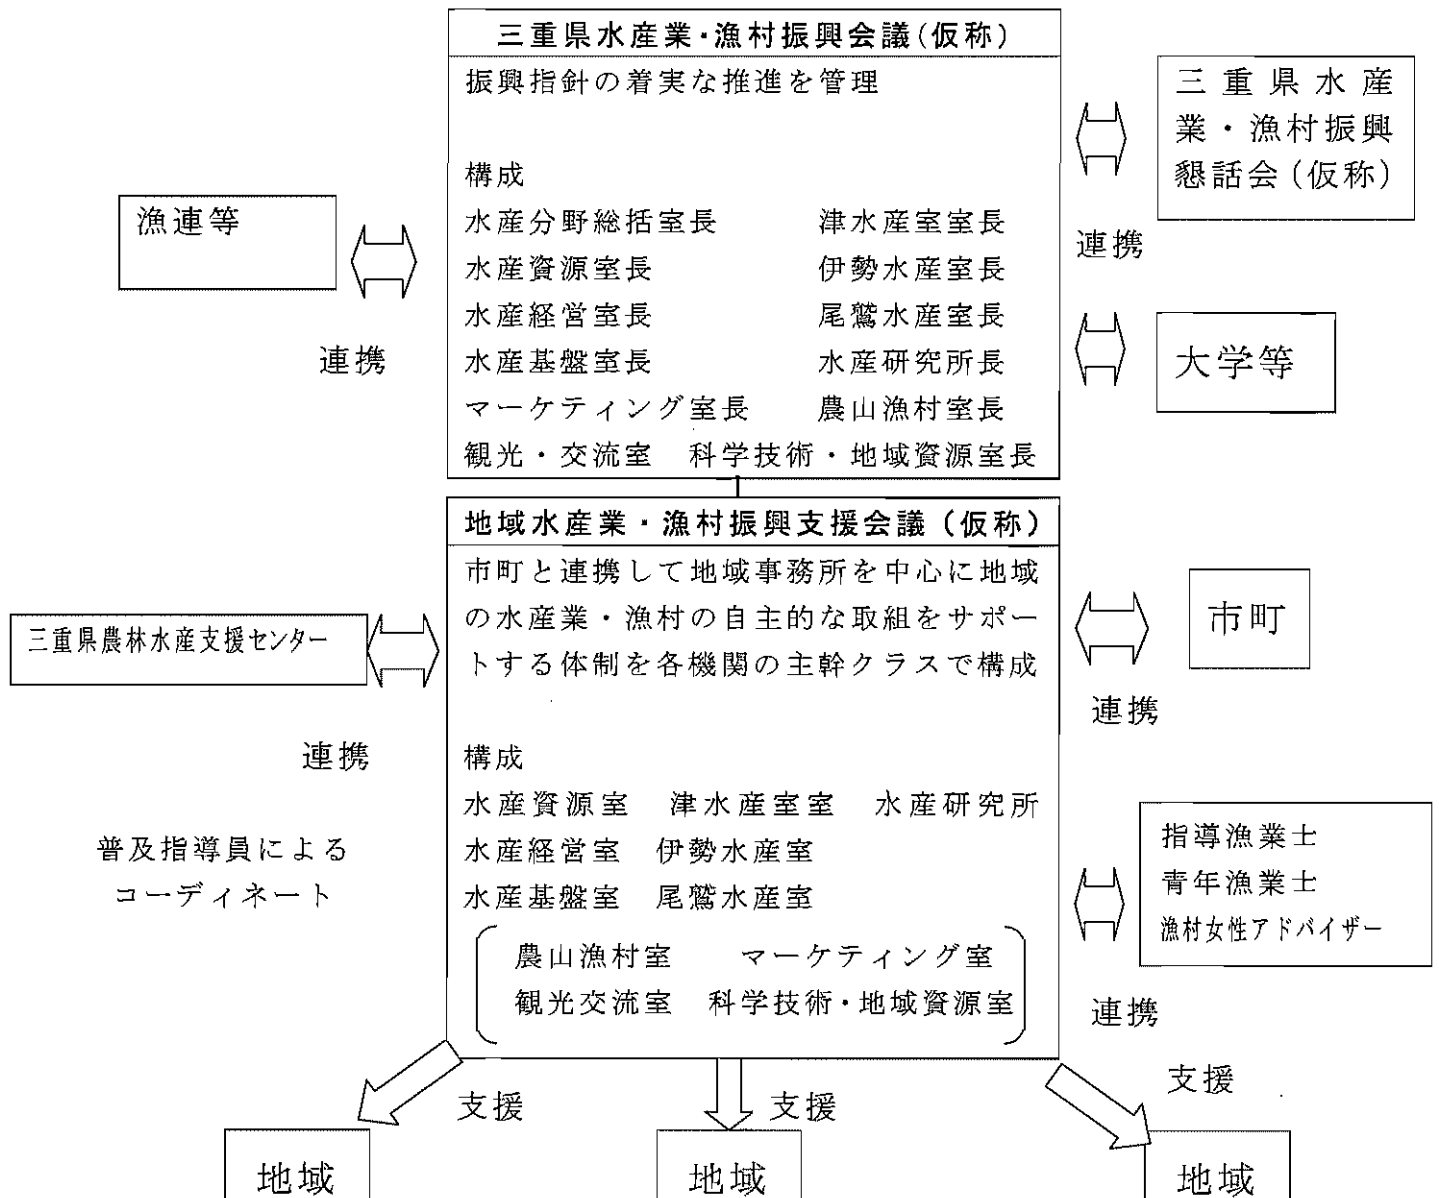 三重県水産業・漁村振興会議(仮称)
振興指針の着実な推進を管理
構成
水産分野総括室長 津水産室室長
水産資源室長 伊勢水産室長
水産経営室長 尾鷲水産室長
水産基盤室長 水産研究所長
マーケティング室長 農山漁村室長
観光・交流室 科学技術・地域資源室長
漁連等
連携
三重県水産
業・漁村振興
懇話会(仮称)
連携
大学等
地域水産業・漁村振興支援会議(仮称)
市町と連携して地域事務所を中心に地域
の水産業・漁村の自主的な取組をサポー
トする体制を各機関の主幹クラスで構成
構成
水産資源室 津水産室室 水産研究所
水産経営室 伊勢水産室
水産基盤室 尾鷲水産室
農山漁村室 マーケティング室
観光交流室 科学技術・地域資源室
三重県農林水産支援センター
連携
普及指導員による
コーディネート
市町
連携
指導漁業士
青年漁業士
漁村女性アドバイザー
連携
支援
支援
支援
地域
地域
地域